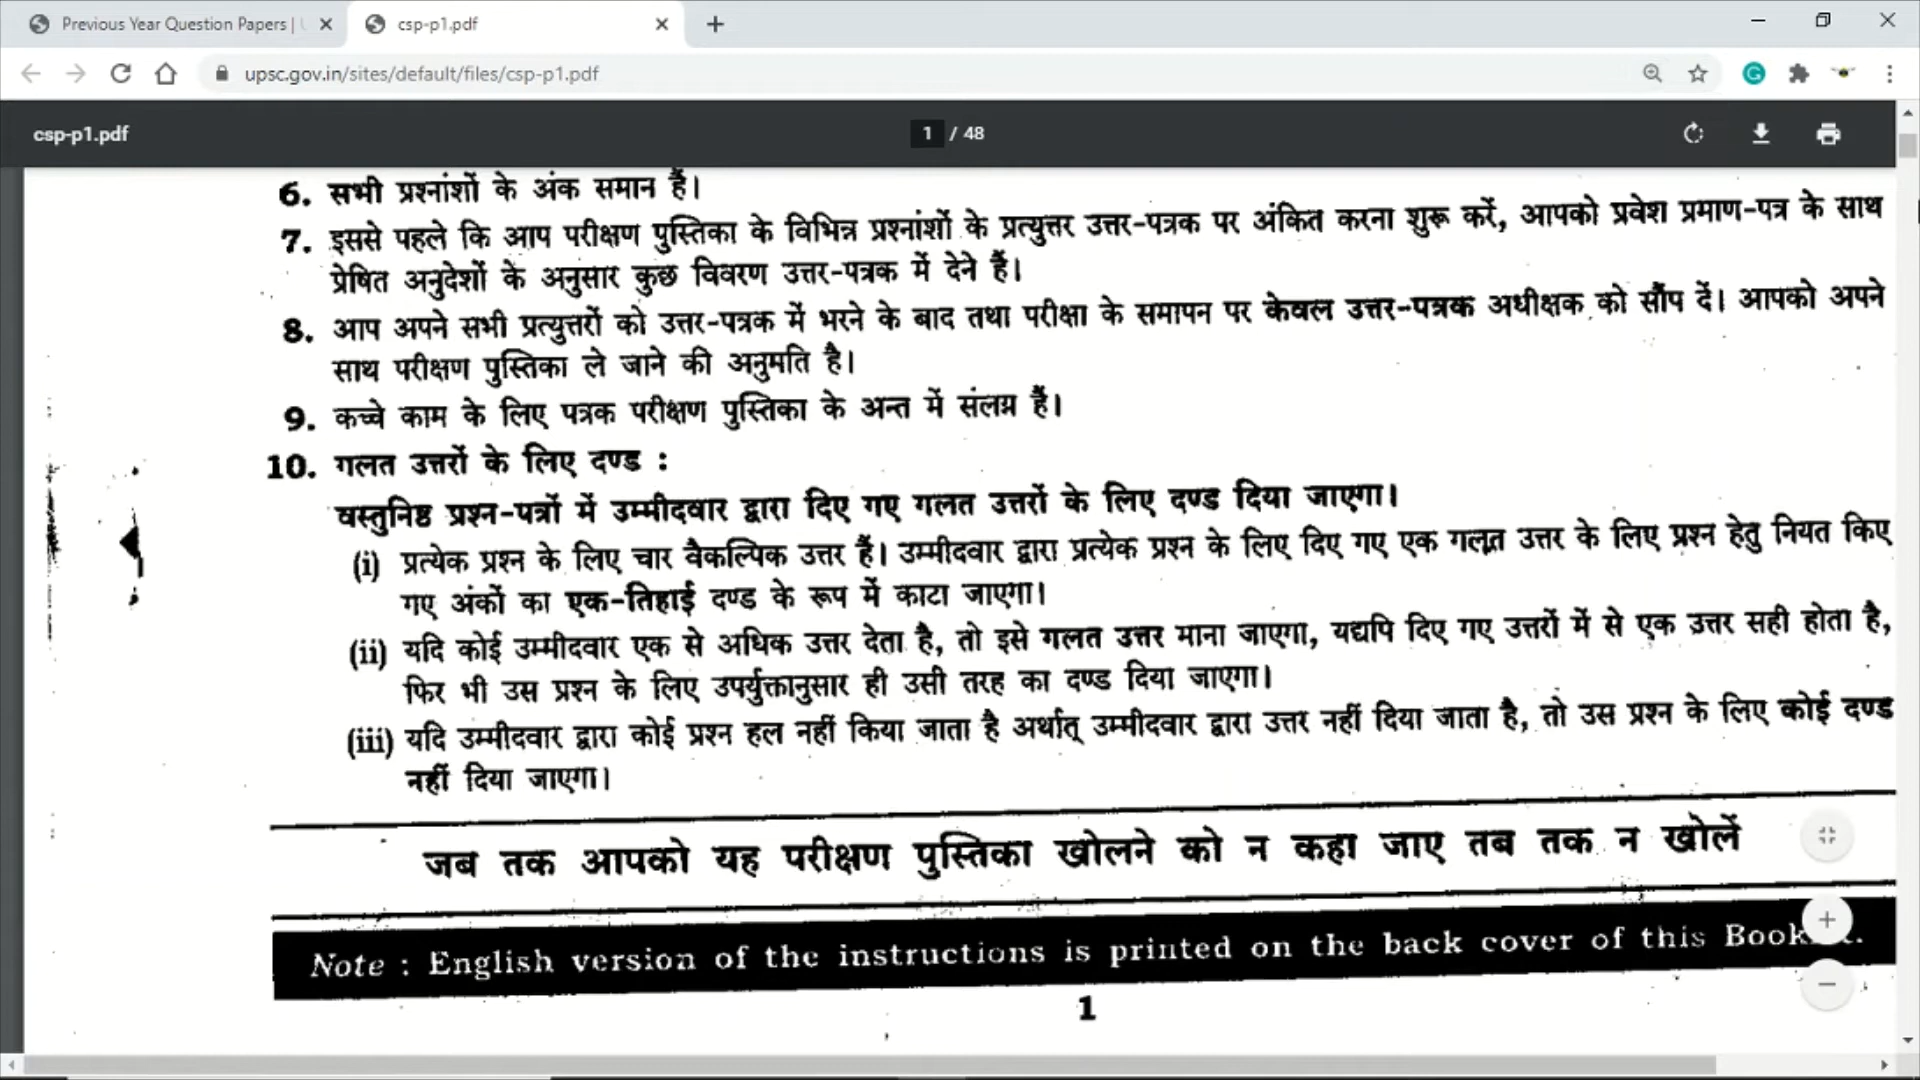 Previous Year Question Papers |
csp-p1.pdf
upsc.gov.in/sites/default/files/csp-p1.pdf
csp-p1.pdf
1 / 48
6. सभी प्रश्नांशों के अंक समान हैं।
7. इससे पहले कि आप परीक्षण पुस्तिका के विभिन्न प्रश्नांशों के प्रत्युत्तर उत्तर-पत्रक पर अंकित करना शुरू करें, आपको प्रवेश प्रमाण-पत्र के साथ
प्रेषित अनुदेशों के अनुसार कुछ विवरण उत्तर-पत्रक में देने हैं।
8. आप अपने सभी प्रत्युत्तरों को उत्तर-पत्रक में भरने के बाद तथा परीक्षा के समापन पर केवल उत्तर-पत्रक अधीक्षक को सौंप दें। आपको अपने
साथ परीक्षण पुस्तिका ले जाने की अनुमति है।
9. कच्चे काम के लिए पत्रक परीक्षण पुस्तिका के अन्त में संलग्न हैं।
10. गलत उत्तरों के लिए दण्ड :
वस्तुनिष्ठ प्रश्न-पत्रों में उम्मीदवार द्वारा दिए गए गलत उत्तरों के लिए दण्ड दिया जाएगा।
(i) प्रत्येक प्रश्न के लिए चार वैकल्पिक उत्तर हैं। उम्मीदवार द्वारा प्रत्येक प्रश्न के लिए दिए गए एक गलत उत्तर के लिए प्रश्न हेतु नियत किए
गए अंकों का एक-तिहाई दण्ड के रूप में काटा जाएगा।
(ii) यदि कोई उम्मीदवार एक से अधिक उत्तर देता है, तो इसे गलत उत्तर माना जाएगा, यद्यपि दिए गए उत्तरों में से एक उत्तर सही होता है,
फिर भी उस प्रश्न के लिए उपर्युक्तानुसार ही उसी तरह का दण्ड दिया जाएगा।
(iii) यदि उम्मीदवार द्वारा कोई प्रश्न हल नहीं किया जाता है अर्थात् उम्मीदवार द्वारा उत्तर नहीं दिया जाता है, तो उस प्रश्न के लिए कोई दण्ड
नहीं दिया जाएगा।
जब तक आपको यह परीक्षण पुस्तिका खोलने को न कहा जाए तब तक न खोलें
Note : English version of the instructions is printed on the back cover of this
1